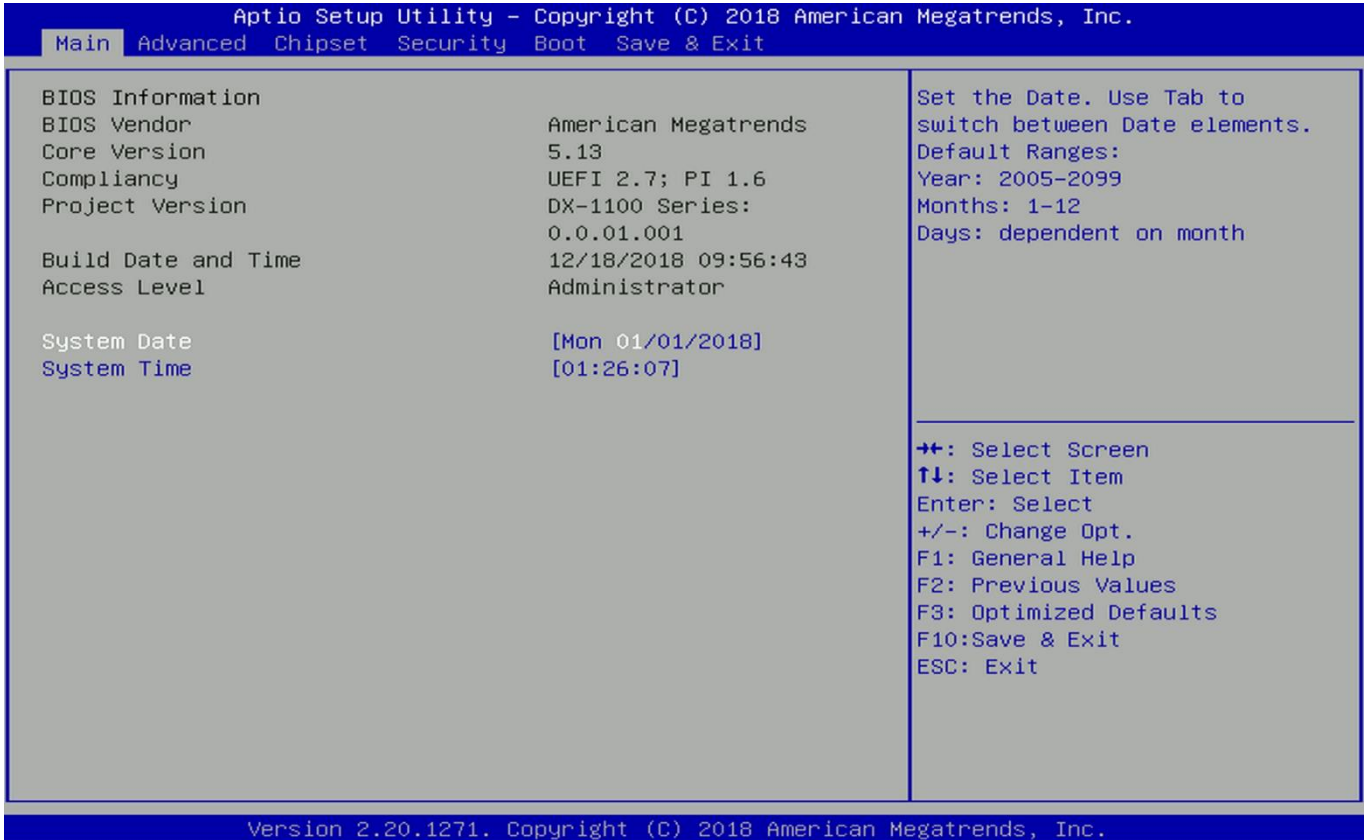 Aptio Setup Utility – Copyright (C) 2018 American Megatrends, Inc.
Main Advanced Chipset Security Boot Save & Exit
BIOS Information
BIOS Vendor American Megatrends
Core Version 5.13
Compliancy UEFI 2.7; PI 1.6
Project Version DX-1100 Series:
0.0.01.001
Build Date and Time 12/18/2018 09:56:43
Access Level Administrator
System Date [Mon 01/01/2018]
System Time [01:26:07]
Set the Date. Use Tab to
switch between Date elements.
Default Ranges:
Year: 2005-2099
Months: 1-12
Days: dependent on month
→←: Select Screen
↑↓: Select Item
Enter: Select
+/-: Change Opt.
F1: General Help
F2: Previous Values
F3: Optimized Defaults
F10:Save & Exit
ESC: Exit
Version 2.20.1271. Copyright (C) 2018 American Megatrends, Inc.